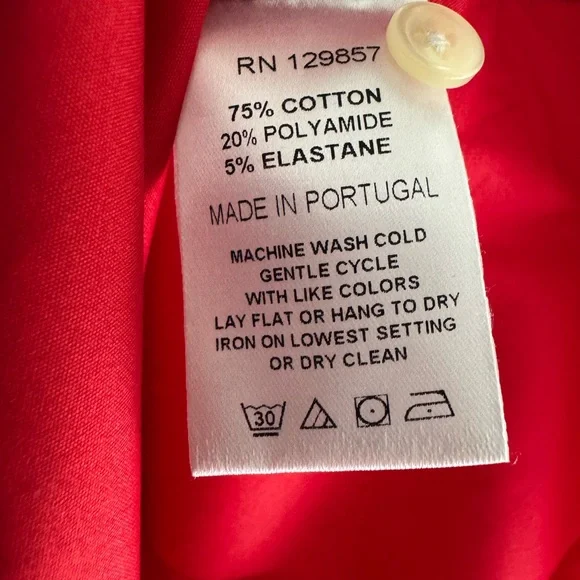 RN 129857
75% COTTON
20% POLYAMIDE
5% ELASTANE
MADE IN PORTUGAL
MACHINE WASH COLD
GENTLE CYCLE
WITH LIKE COLORS
LAY FLAT OR HANG TO DRY
IRON ON LOWEST SETTING
OR DRY CLEAN
30